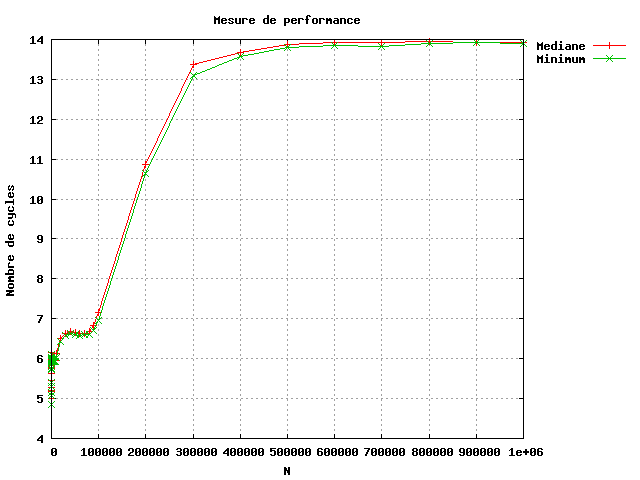 Mesure de performance
Mediane
Minimum
Nombre de cycles
14
13
12
11
10
9
8
7
6
5
4
0 100000 200000 300000 400000 500000 600000 700000 800000 900000 1e+06
N